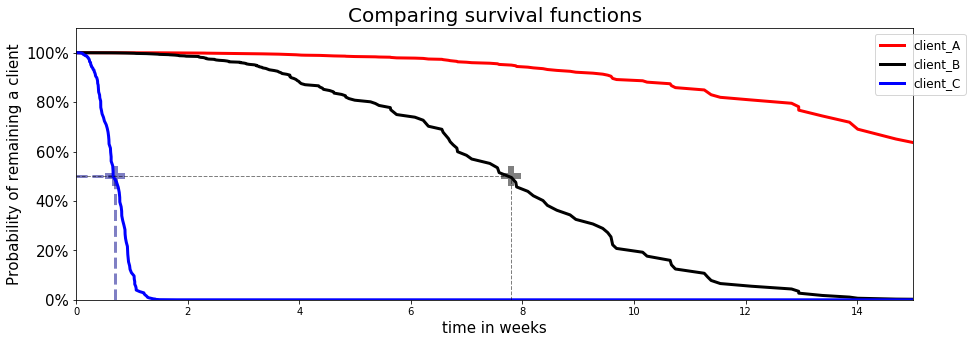 Comparing survival functions
Probability of remaining a client
100%
80%
60%
40%
20%
0%
0 2 4 6 8 10 12 14
time in weeks
client_A
client_B
client_C